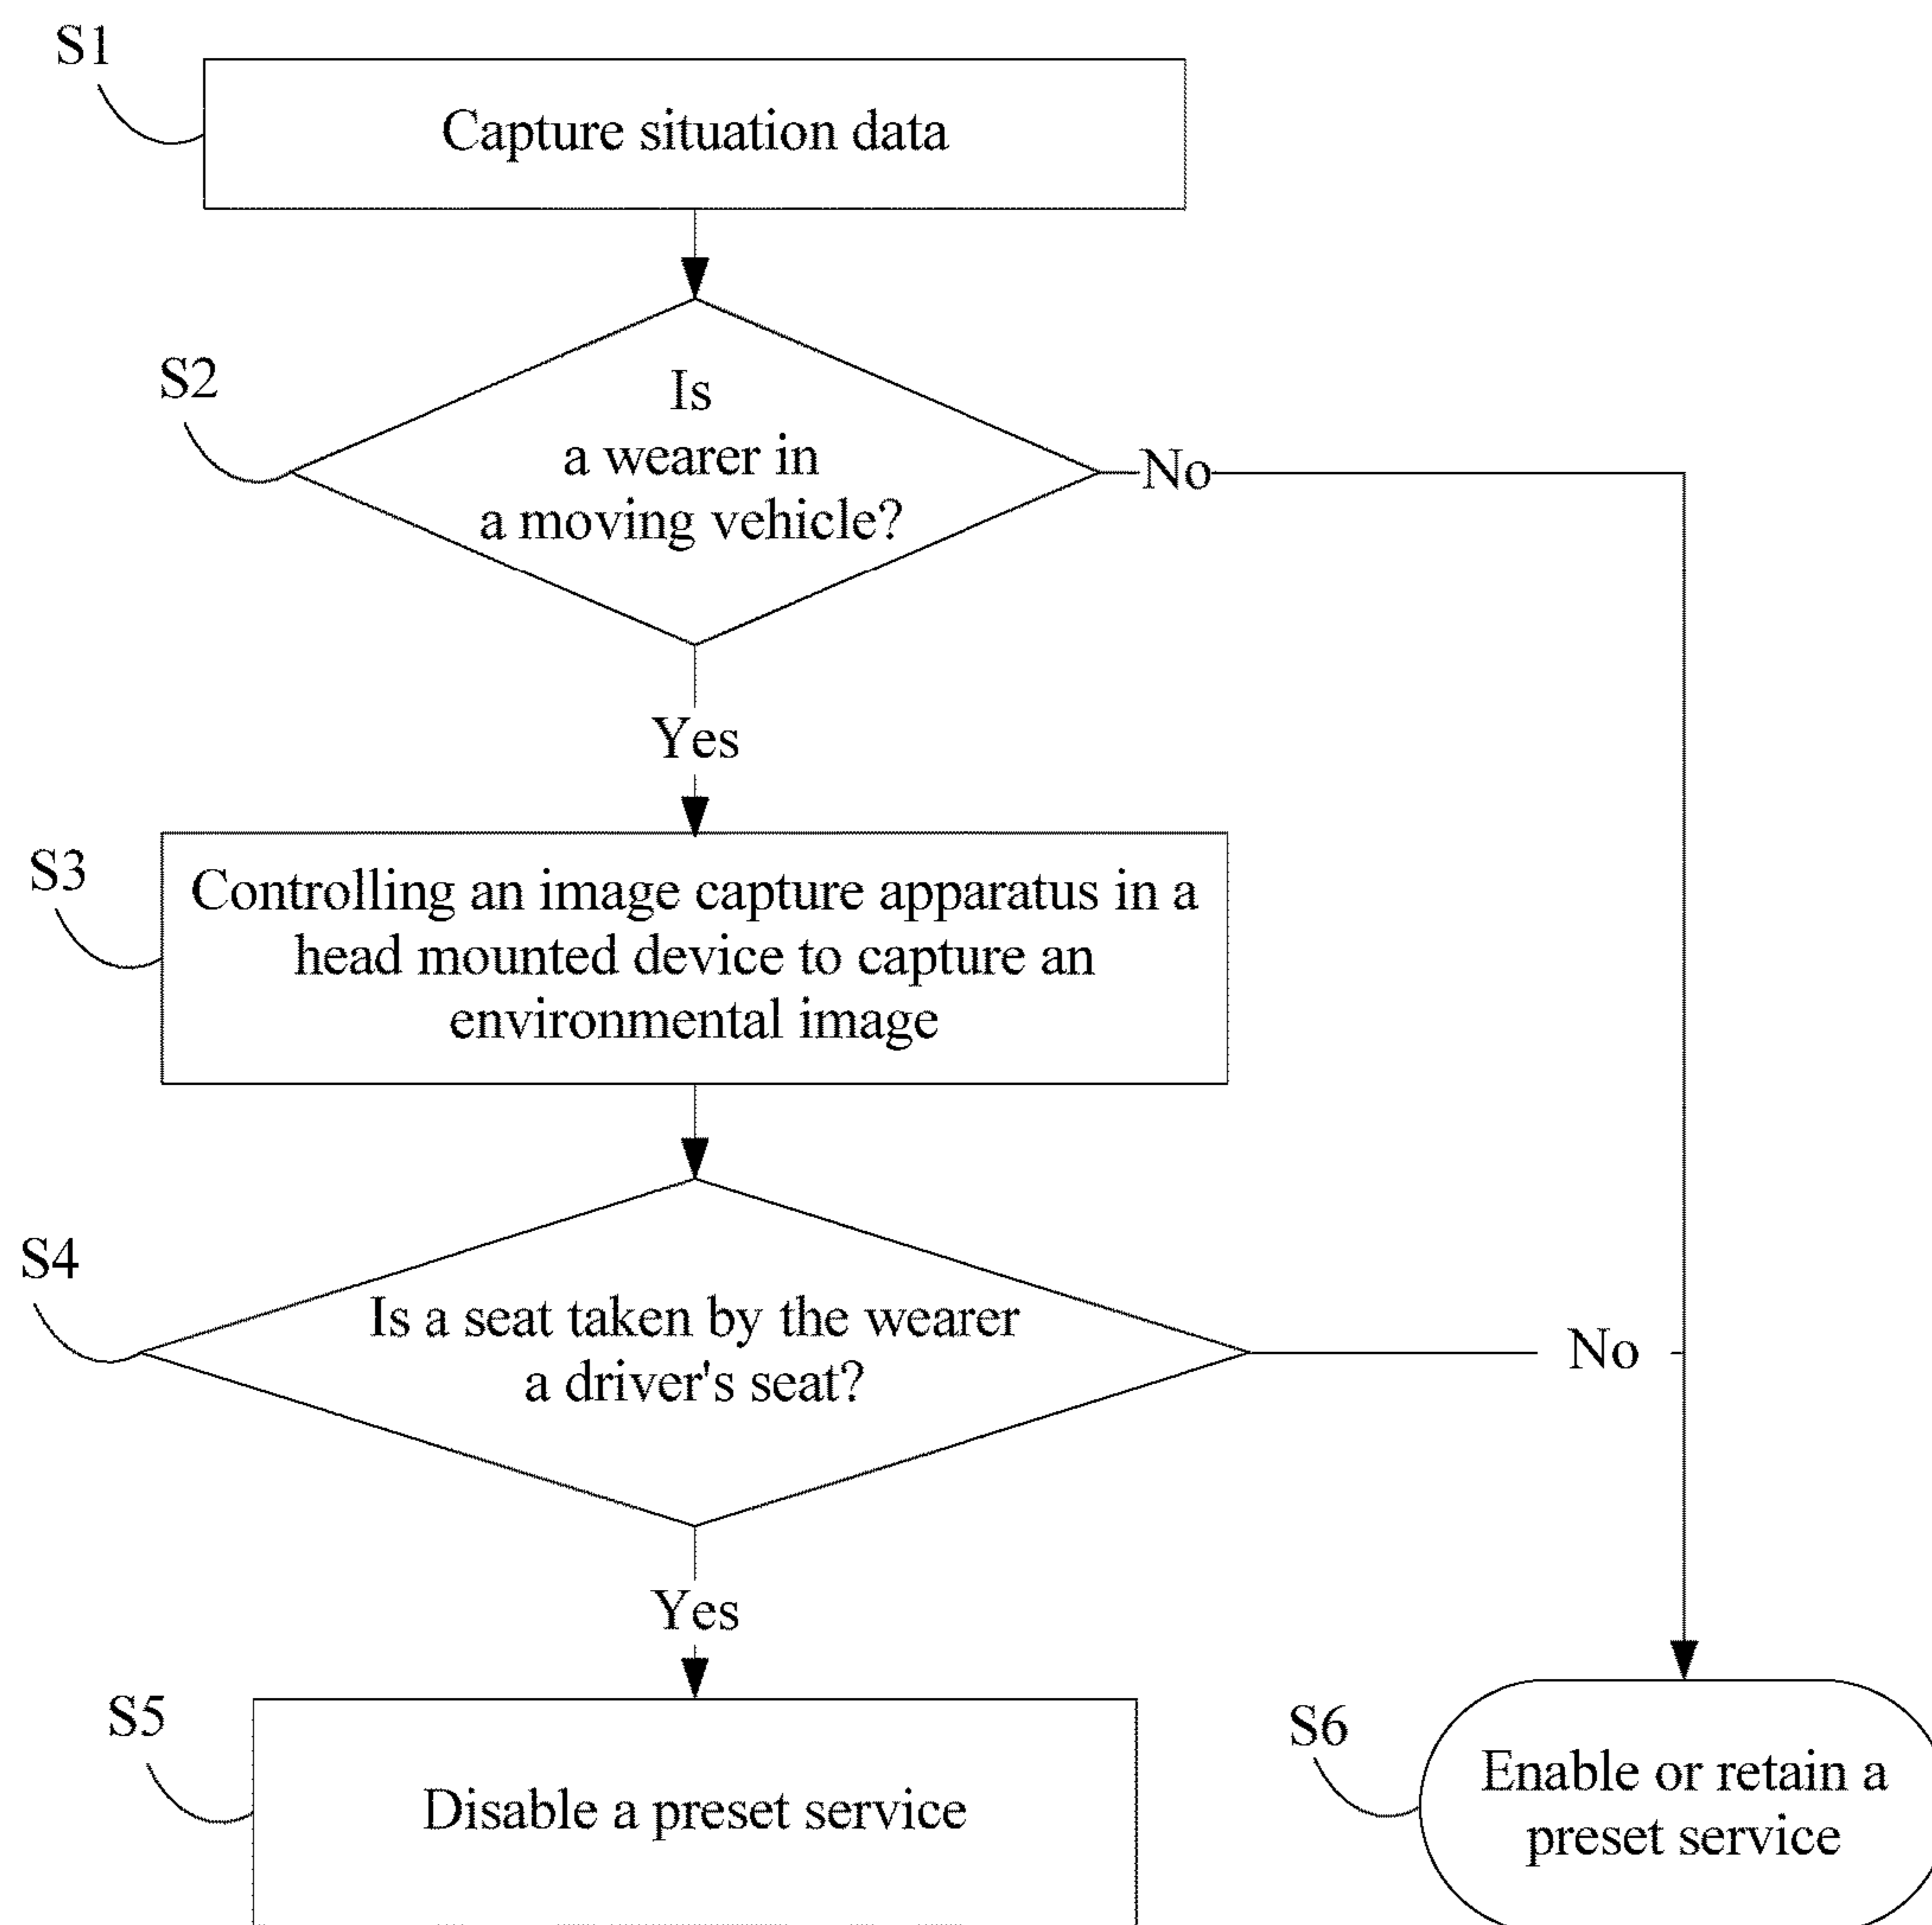 S1
Capture situation data
S2
Is
a wearer in
a moving vehicle?
No
Yes
S3
Controlling an image capture apparatus in a
head mounted device to capture an
environmental image
S4
Is a seat taken by the wearer
a driver's seat?
No
Yes
S5
Disable a preset service
S6
Enable or retain a
preset service